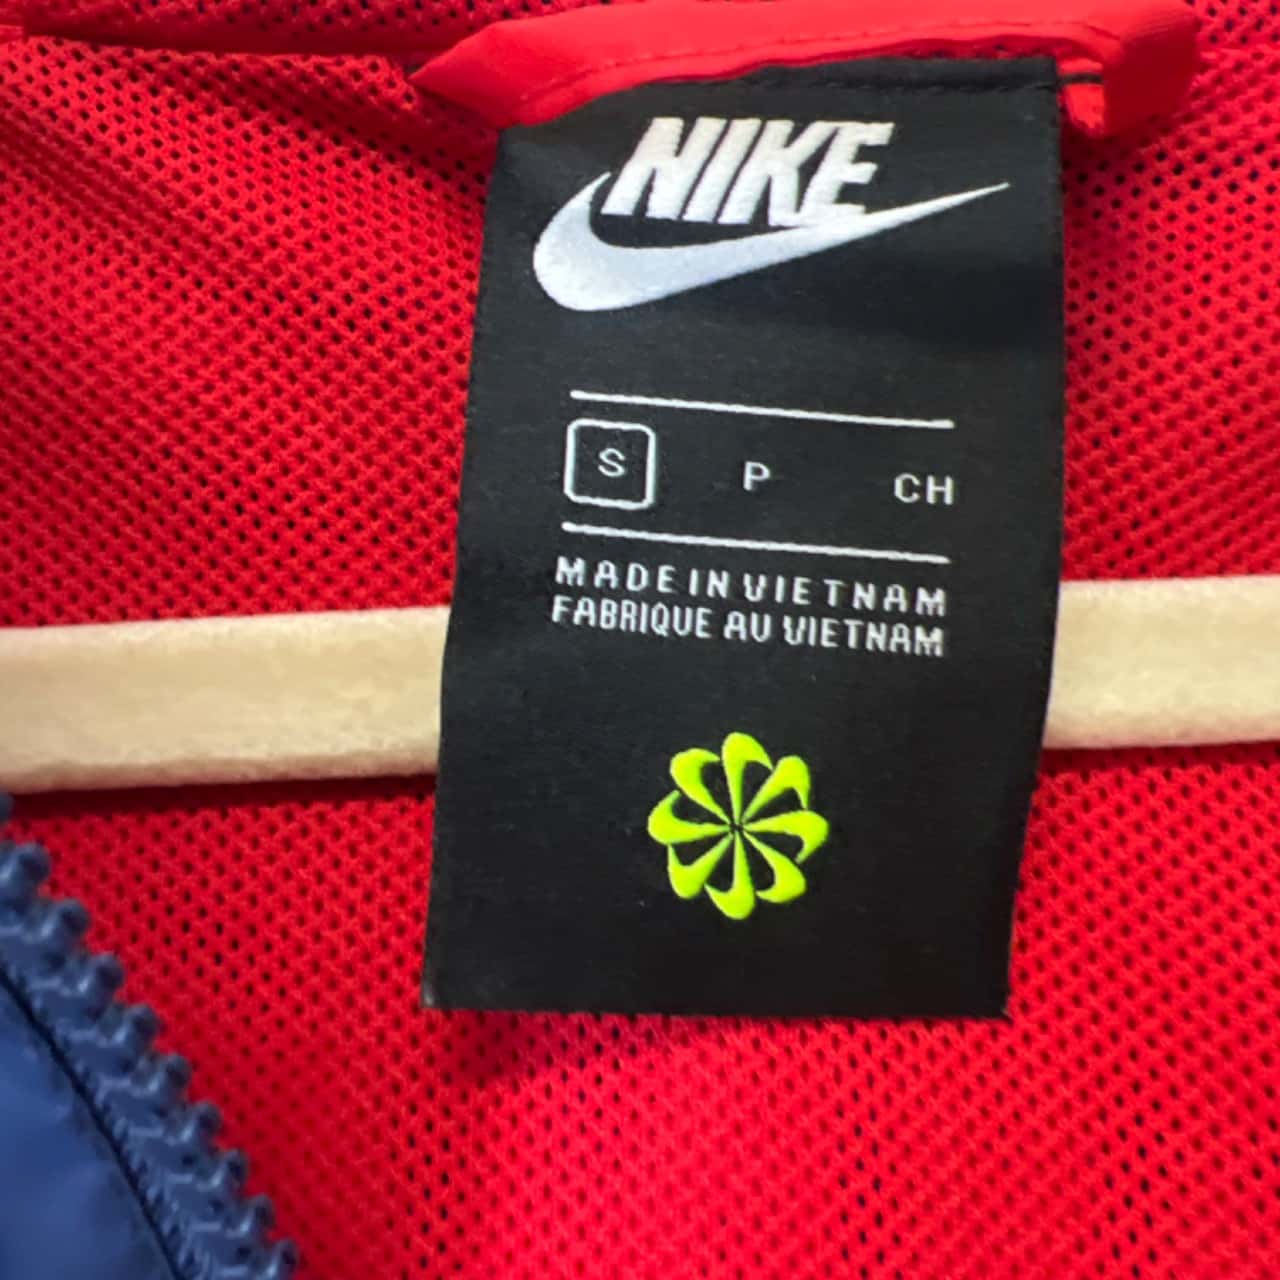 NIKE
S P CH
MADE IN VIETNAM
FABRIQUE AU VIETNAM